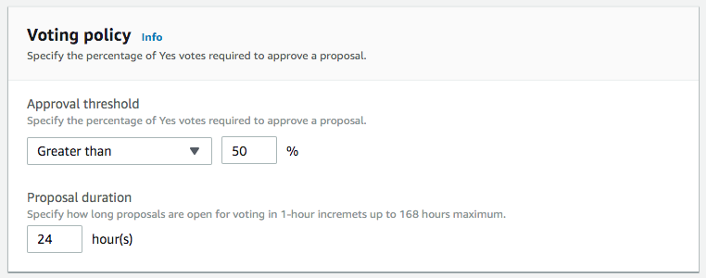 Voting policy Info
Specify the percentage of Yes votes required to approve a proposal.
Approval threshold
Specify the percentage of Yes votes required to approve a proposal.
Greater than 50 %
Proposal duration
Specify how long proposals are open for voting in 1-hour incremets up to 168 hours maximum.
24 hour(s)